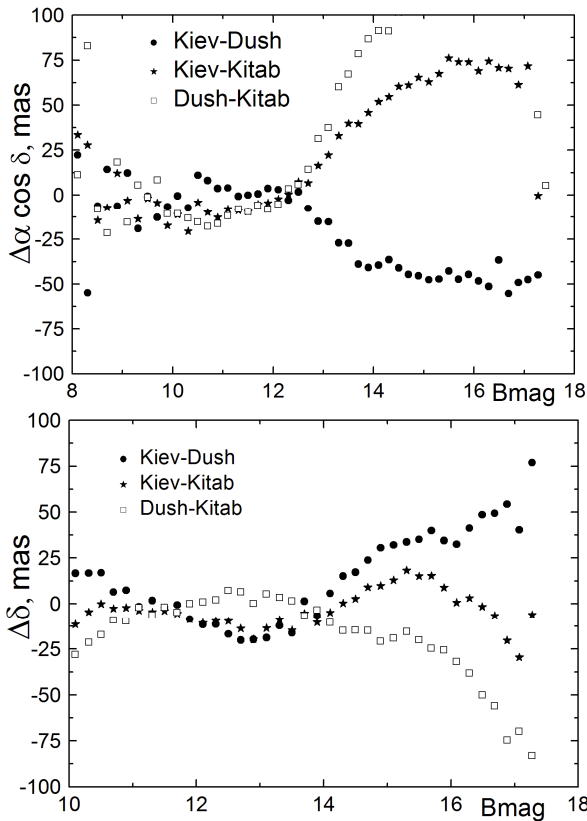 100
75
50
25
0
-25
-50
-75
-100
Δα cos δ, mas
Kiev-Dush
Kiev-Kitab
Dush-Kitab
8 10 12 14 16 18
Bmag
75
50
25
0
-25
-50
-75
-100
Δδ, mas
Kiev-Dush
Kiev-Kitab
Dush-Kitab
10 12 14 16 18
Bmag